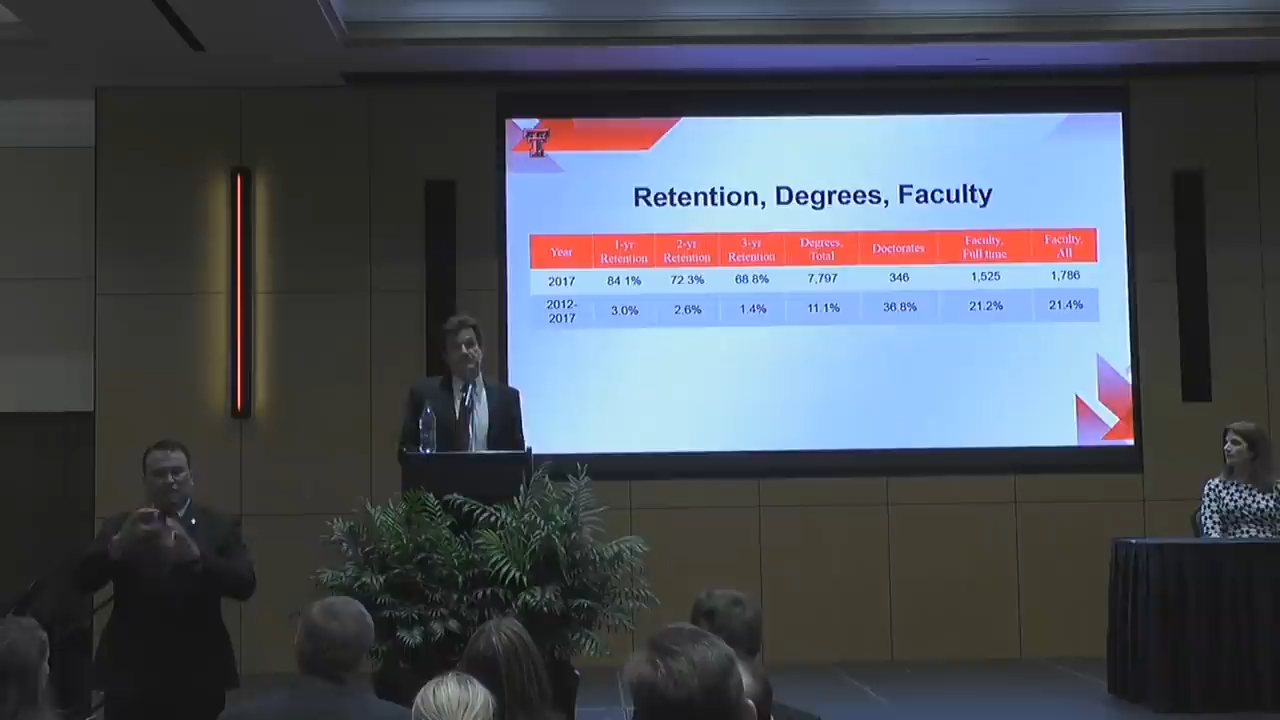 Retention, Degrees, Faculty
Year 1-yr Retention 2-yr Retention 3-yr Retention Degrees, Total Doctorates Faculty, Full time Faculty, All
2017 84.1% 72.3% 68.8% 7,797 346 1,525 1,786
2012-2017 3.0% 2.6% 1.4% 11.1% 36.8% 21.2% 21.4%